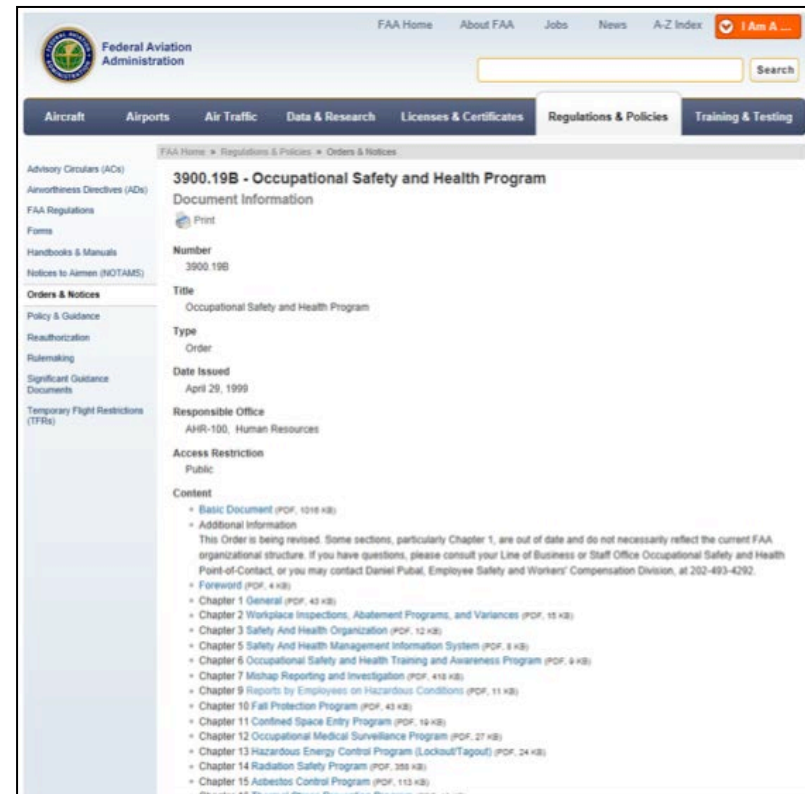 FAA Home About FAA Jobs News A-Z Index I Am A ...
Federal Aviation
Administration
Search
Aircraft Airports Air Traffic Data & Research Licenses & Certificates Regulations & Policies Training & Testing
FAA Home » Regulations & Policies » Orders & Notices
Advisory Circulars (ACs)
Airworthiness Directives (ADs)
FAA Regulations
Forms
Handbooks & Manuals
Notices to Airmen (NOTAMS)
Orders & Notices
Policy & Guidance
Reauthorization
Rulemaking
Significant Guidance
Documents
Temporary Flight Restrictions
(TFRs)
3900.19B - Occupational Safety and Health Program
Document Information
Print
Number
3900.19B
Title
Occupational Safety and Health Program
Type
Order
Date Issued
April 29, 1999
Responsible Office
AHR-100, Human Resources
Access Restriction
Public
Content
Basic Document (PDF, 1016 KB)
Additional Information
This Order is being revised. Some sections, particularly Chapter 1, are out of date and do not necessarily reflect the current FAA
organizational structure. If you have questions, please consult your Line of Business or Staff Office Occupational Safety and Health
Point-of-Contact, or you may contact Daniel Pubal, Employee Safety and Workers' Compensation Division, at 202-493-4292.
Foreword (PDF, 4 KB)
Chapter 1 General (PDF, 43 KB)
Chapter 2 Workplace Inspections, Abatement Programs, and Variances (PDF, 15 KB)
Chapter 3 Safety And Health Organization (PDF, 12 KB)
Chapter 5 Safety And Health Management Information System (PDF, 8 KB)
Chapter 6 Occupational Safety and Health Training and Awareness Program (PDF, 9 KB)
Chapter 7 Mishap Reporting and Investigation (PDF, 418 KB)
Chapter 9 Reports by Employees on Hazardous Conditions (PDF, 11 KB)
Chapter 10 Fall Protection Program (PDF, 43 KB)
Chapter 11 Confined Space Entry Program (PDF, 19 KB)
Chapter 12 Occupational Medical Surveillance Program (PDF, 27 KB)
Chapter 13 Hazardous Energy Control Program (Lockout/Tagout) (PDF, 24 KB)
Chapter 14 Radiation Safety Program (PDF, 358 KB)
Chapter 15 Asbestos Control Program (PDF, 113 KB)